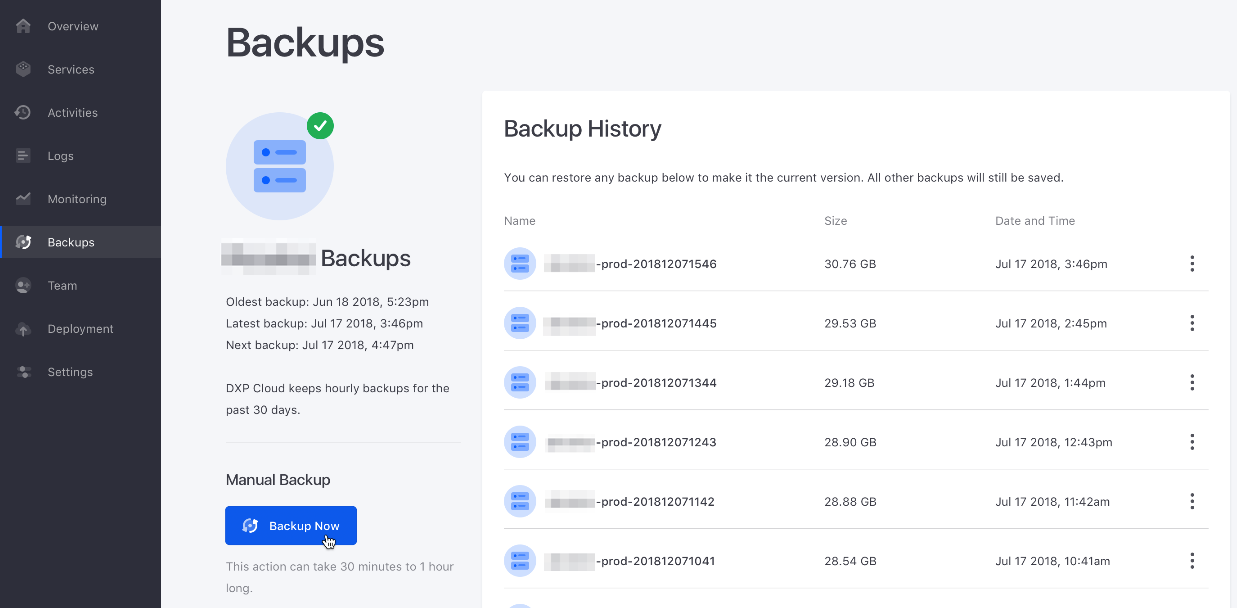 Overview
Services
Activities
Logs
Monitoring
Backups
Team
Deployment
Settings
Backups
Backups
Oldest backup: Jun 18 2018, 5:23pm
Latest backup: Jul 17 2018, 3:46pm
Next backup: Jul 17 2018, 4:47pm
DXP Cloud keeps hourly backups for the
past 30 days.
Manual Backup
Backup Now
This action can take 30 minutes to 1 hour
long.
Backup History
You can restore any backup below to make it the current version. All other backups will still be saved.
Name Size Date and Time
-prod-201812071546 30.76 GB Jul 17 2018, 3:46pm
-prod-201812071445 29.53 GB Jul 17 2018, 2:45pm
-prod-201812071344 29.18 GB Jul 17 2018, 1:44pm
-prod-201812071243 28.90 GB Jul 17 2018, 12:43pm
-prod-201812071142 28.88 GB Jul 17 2018, 11:42am
-prod-201812071041 28.54 GB Jul 17 2018, 10:41am